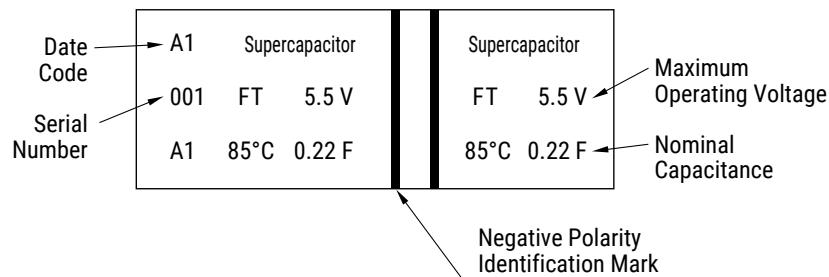 Date
Code
Serial
Number
A1 Supercapacitor
001 FT 5.5 V
A1 85°C 0.22 F
Supercapacitor
FT 5.5 V
85°C 0.22 F
Maximum
Operating Voltage
Nominal
Capacitance
Negative Polarity
Identification Mark